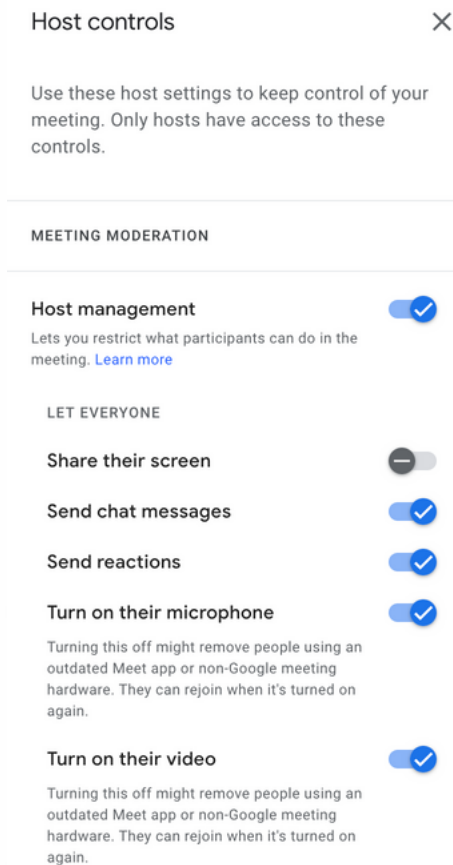 Host controls
Use these host settings to keep control of your
meeting. Only hosts have access to these
controls.
MEETING MODERATION
Host management
Lets you restrict what participants can do in the
meeting. Learn more
LET EVERYONE
Share their screen
Send chat messages
Send reactions
Turn on their microphone
Turning this off might remove people using an
outdated Meet app or non-Google meeting
hardware. They can rejoin when it's turned on
again.
Turn on their video
Turning this off might remove people using an
outdated Meet app or non-Google meeting
hardware. They can rejoin when it's turned on
again.